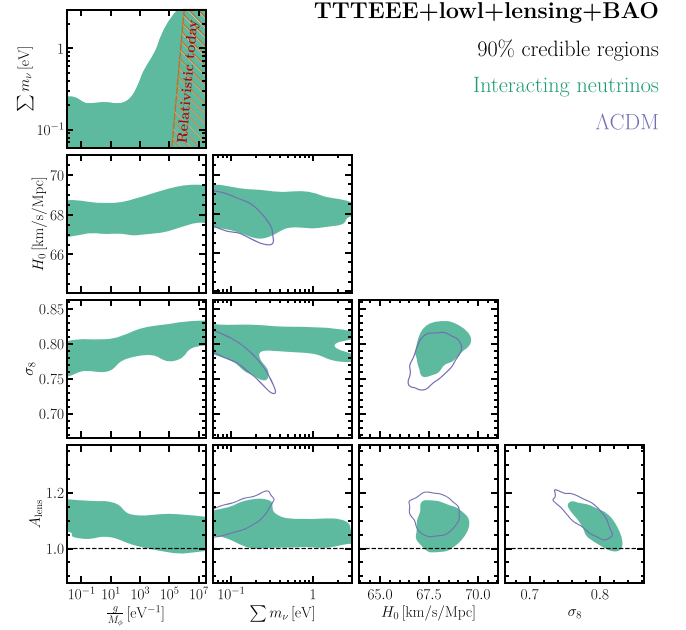 TTTEEE+lowl+lensing+BAO
90% credible regions
Interacting neutrinos
ΛCDM
∑ m_ν [eV]
1
10⁻¹
Relativistic today
H₀ [km/s/Mpc]
70
68
66
σ₈
0.85
0.80
0.75
0.70
A_lens
1.2
1.0
10⁻¹ 10¹ 10³ 10⁵ 10⁷
g/M_ϕ [eV⁻¹]
10⁻¹ 1
∑ m_ν [eV]
65.0 67.5 70.0
H₀ [km/s/Mpc]
0.7 0.8
σ₈